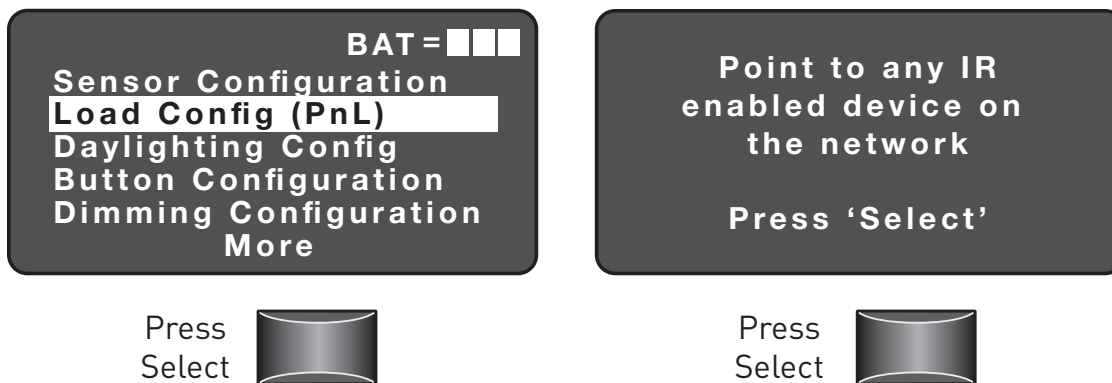 BAT =
Sensor Configuration
Load Config (PnL)
Daylighting Config
Button Configuration
Dimming Configuration
More
Press
Select
Point to any IR
enabled device on
the network
Press ‘Select’
Press
Select